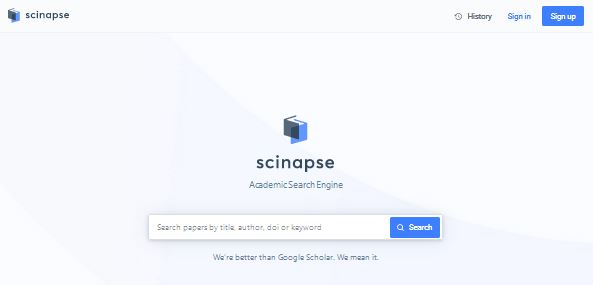 scinapse
History
Sign in
Sign up
scinapse
Academic Search Engine
Search papers by title, author, doi or keyword
Search
We're better than Google Scholar. We mean it.